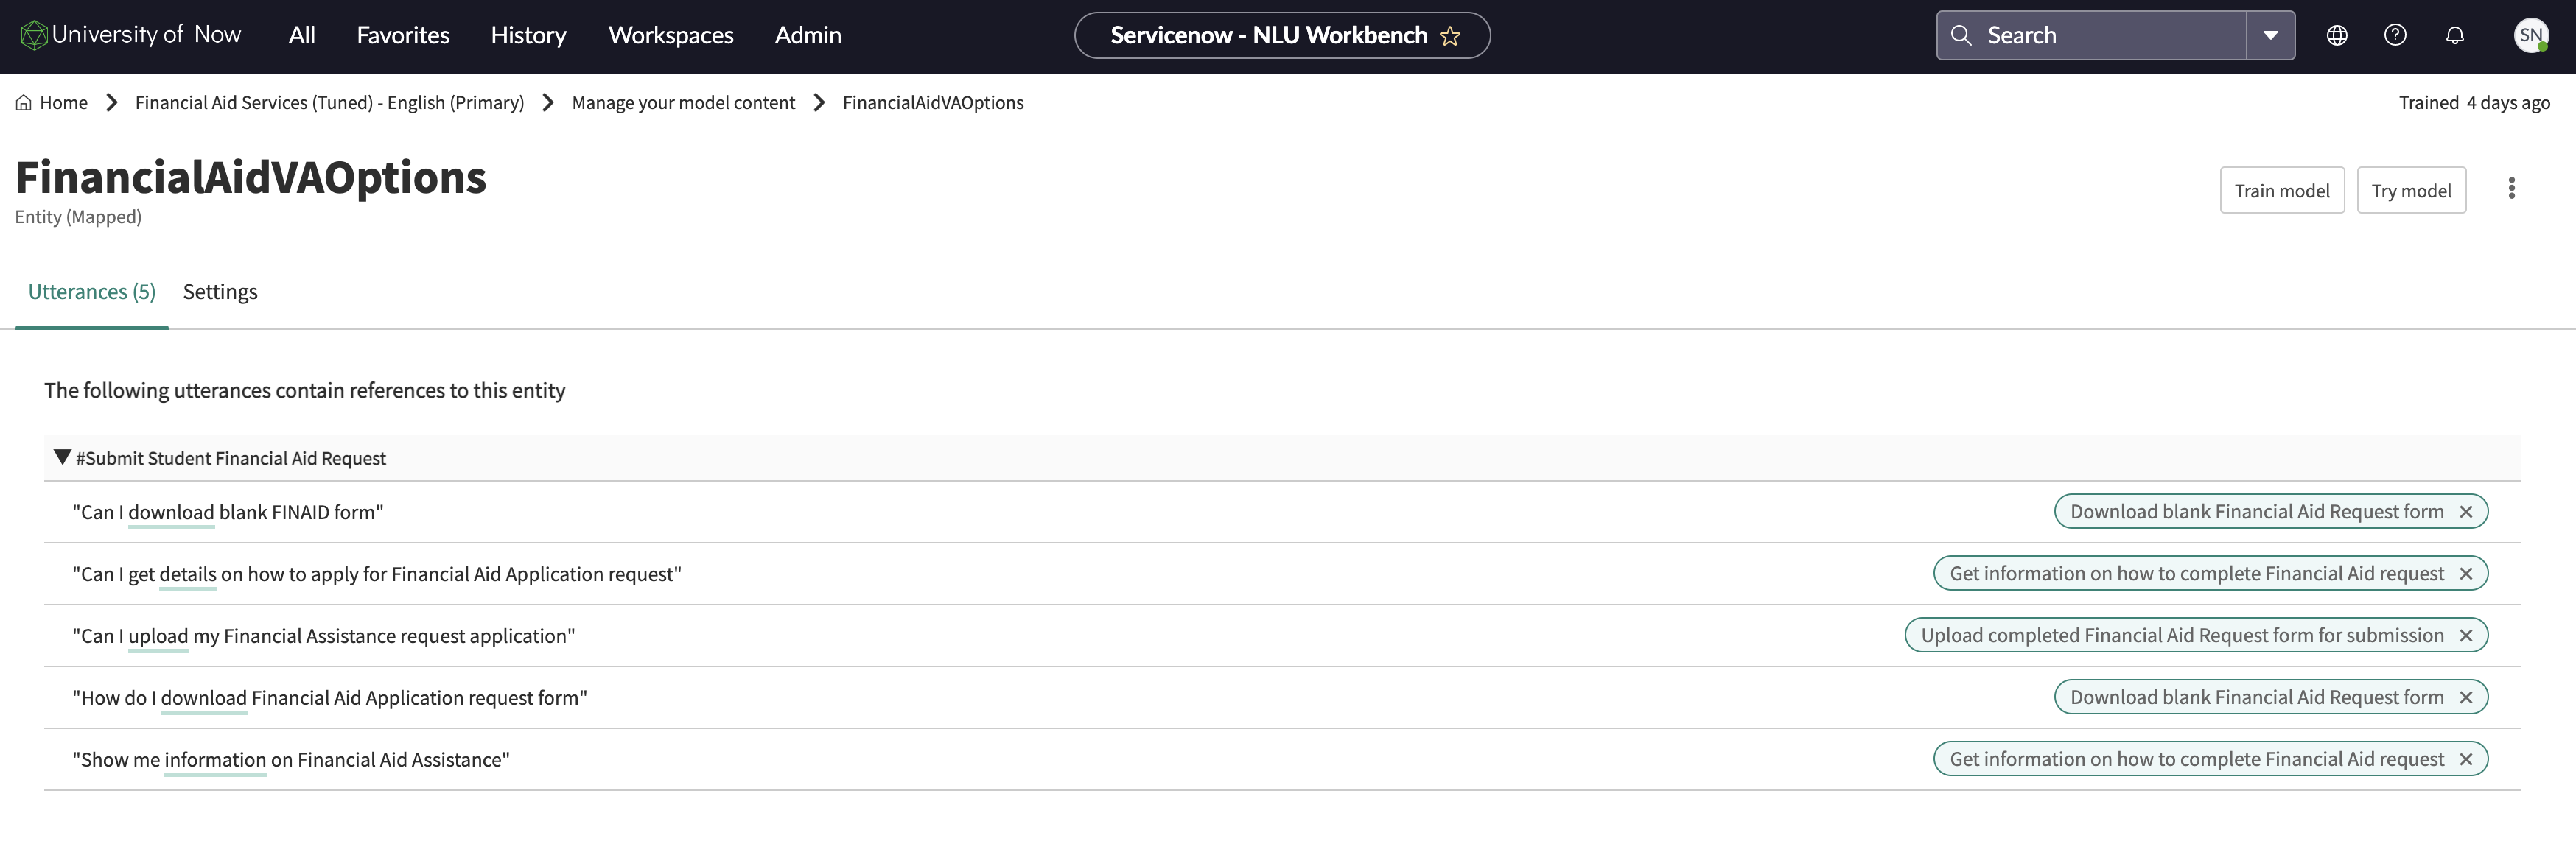 University of Now All Favorites History Workspaces Admin Servicenow - NLU Workbench Search SN
Home Financial Aid Services (Tuned) - English (Primary) Manage your model content FinancialAidVAOptions Trained 4 days ago
FinancialAidVAOptions
Entity (Mapped)
Train model Try model
Utterances (5) Settings
The following utterances contain references to this entity
#Submit Student Financial Aid Request
"Can I download blank FINAID form" Download blank Financial Aid Request form
"Can I get details on how to apply for Financial Aid Application request" Get information on how to complete Financial Aid request
"Can I upload my Financial Assistance request application" Upload completed Financial Aid Request form for submission
"How do I download Financial Aid Application request form" Download blank Financial Aid Request form
"Show me information on Financial Aid Assistance" Get information on how to complete Financial Aid request